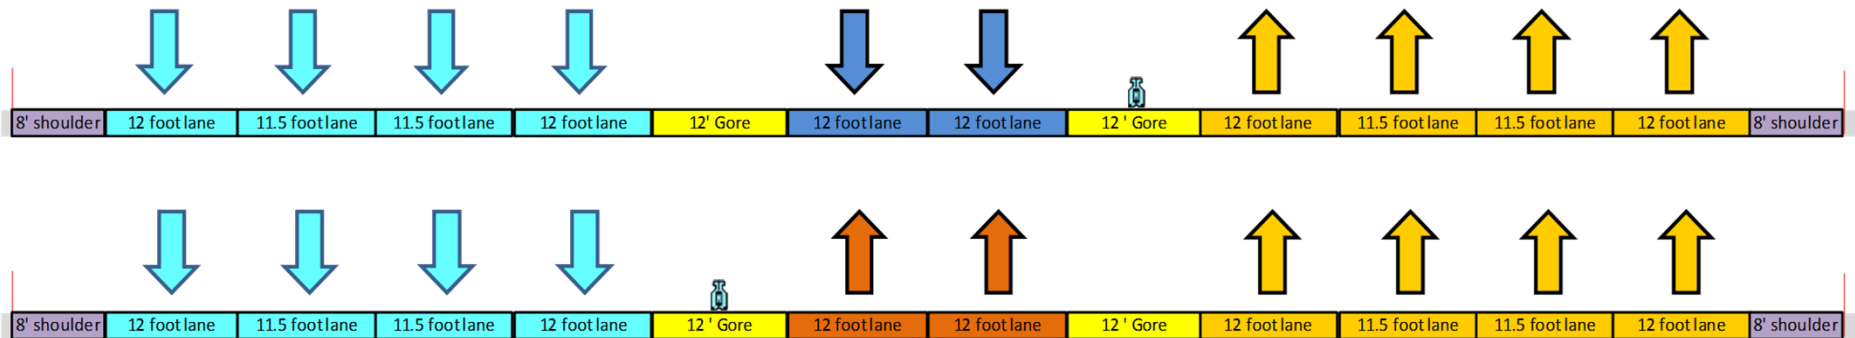 8' shoulder 12 foot lane 11.5 foot lane 11.5 foot lane 12 foot lane 12' Gore 12 foot lane 12 foot lane 12 ' Gore 12 foot lane 11.5 foot lane 11.5 foot lane 12 foot lane 8' shoulder
8' shoulder 12 foot lane 11.5 foot lane 11.5 foot lane 12 foot lane 12 ' Gore 12 foot lane 12 foot lane 12 ' Gore 12 foot lane 11.5 foot lane 11.5 foot lane 12 foot lane 8' shoulder